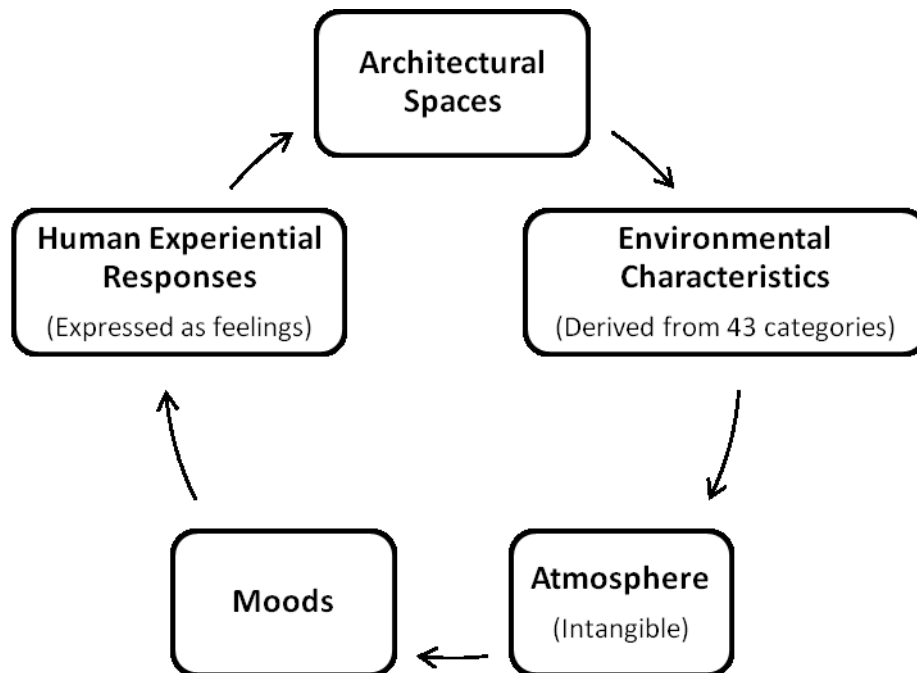 Architectural
Spaces
Environmental
Characteristics
(Derived from 43 categories)
Atmosphere
(Intangible)
Moods
Human Experiential
Responses
(Expressed as feelings)